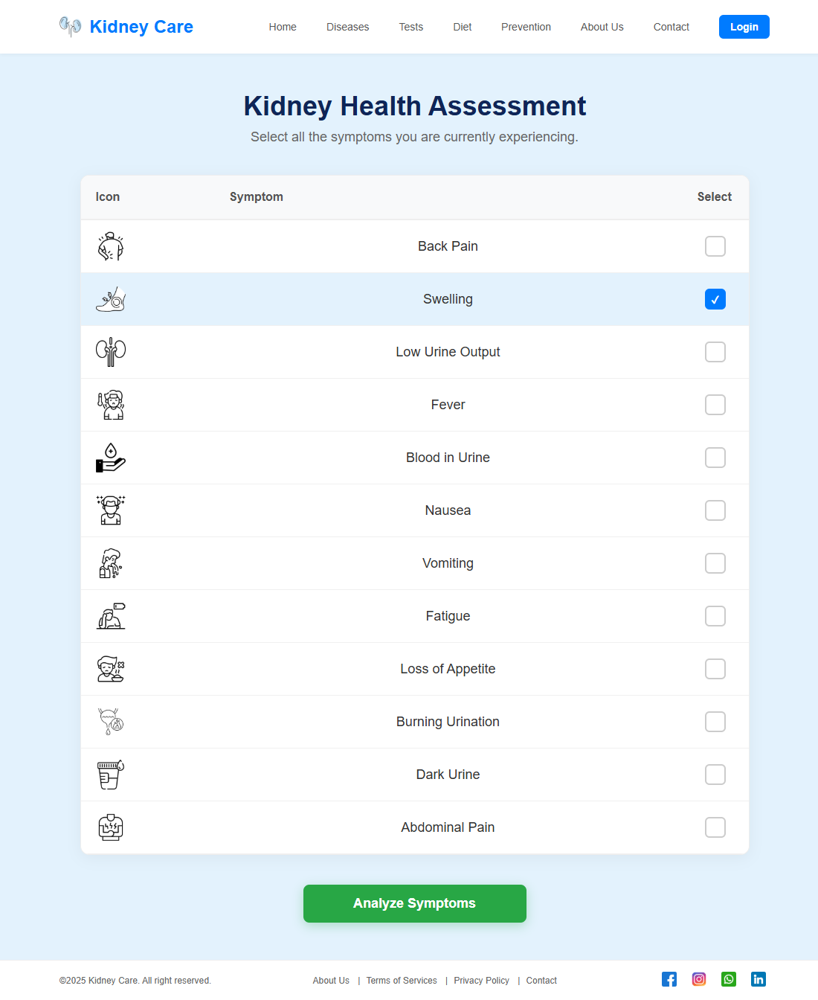 Kidney Care
Home Diseases Tests Diet Prevention About Us Contact Login
Kidney Health Assessment
Select all the symptoms you are currently experiencing.
Icon Symptom Select
Back Pain
Swelling
Low Urine Output
Fever
Blood in Urine
Nausea
Vomiting
Fatigue
Loss of Appetite
Burning Urination
Dark Urine
Abdominal Pain
Analyze Symptoms
©2025 Kidney Care. All right reserved. About Us | Terms of Services | Privacy Policy | Contact